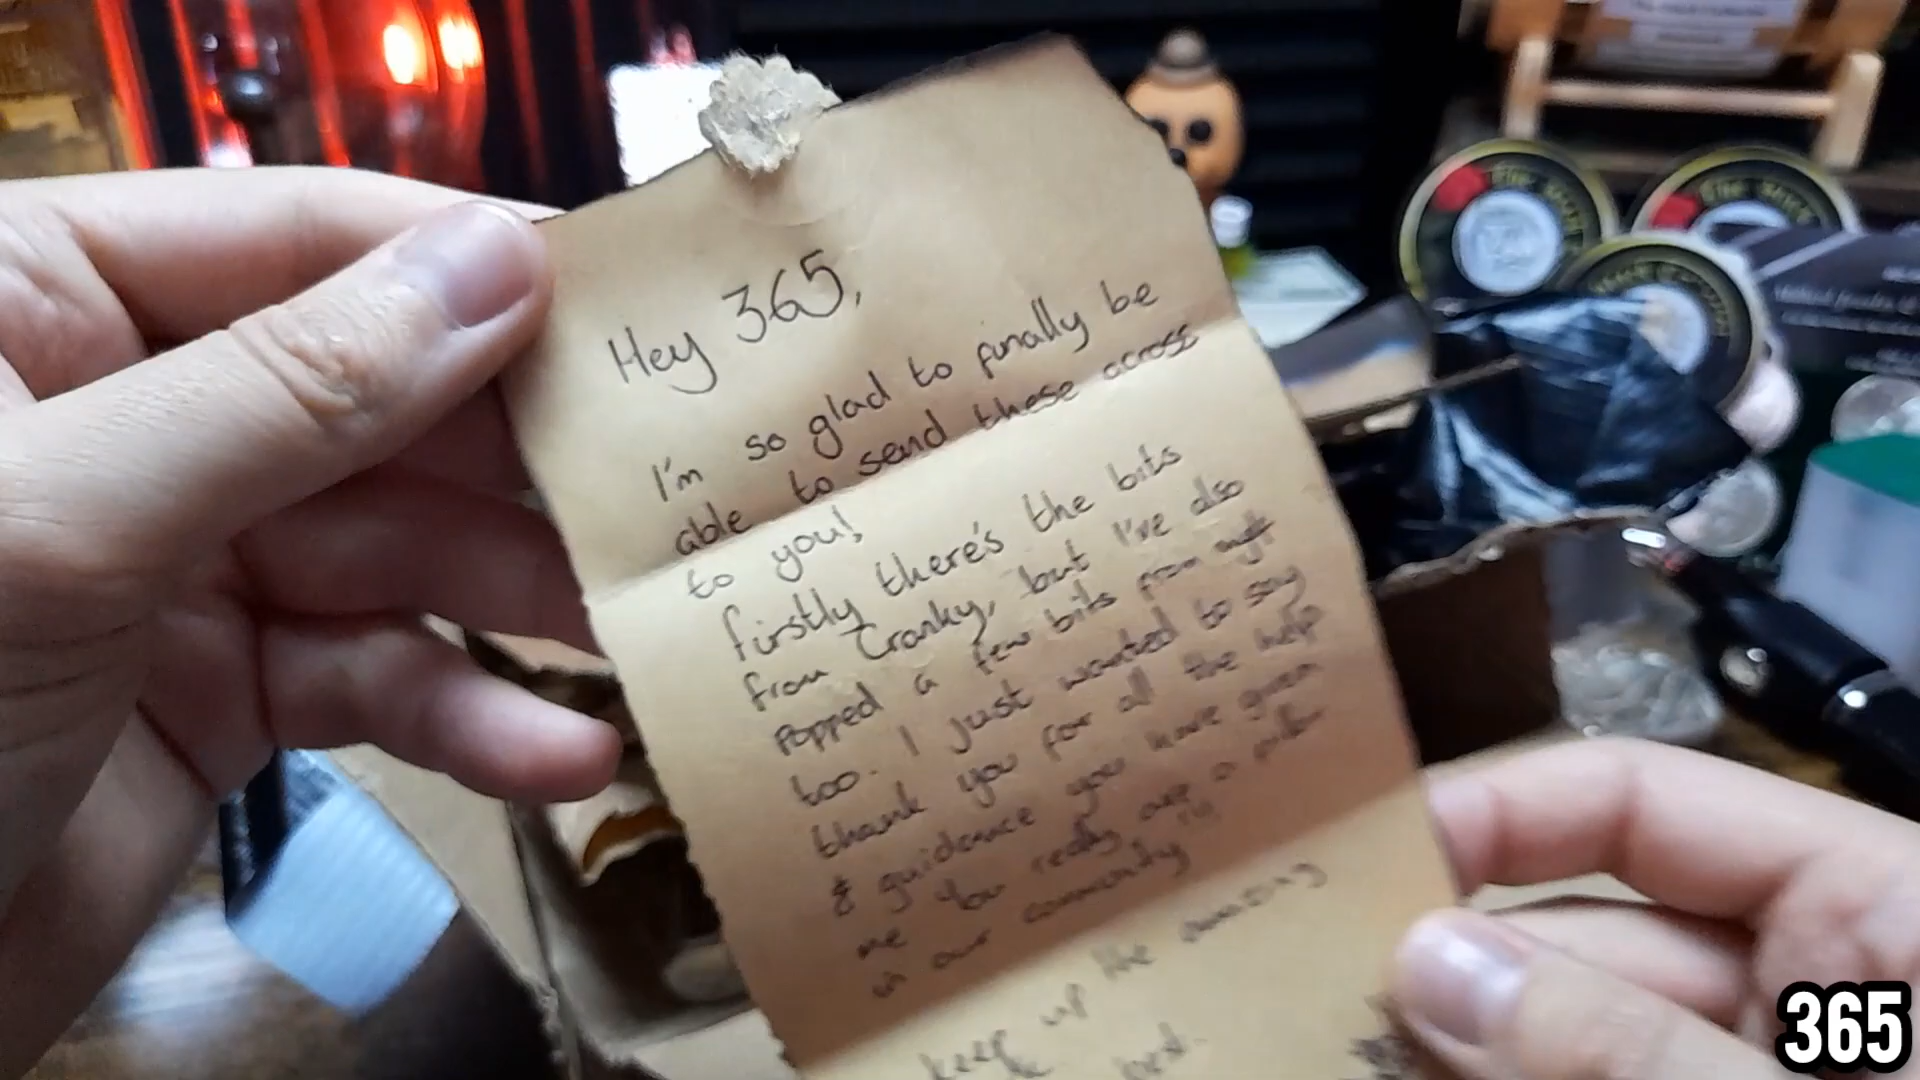 Hey 365,
I'm so glad to finally be
able to send these across
to you!
firstly there's the bits
from Cranky, but I've also
popped a few bits from
too. I just wanted to say
thank you for all the help
& guidance you have given
me You really are a
in our community!!!
keep up the amazing
best.
365